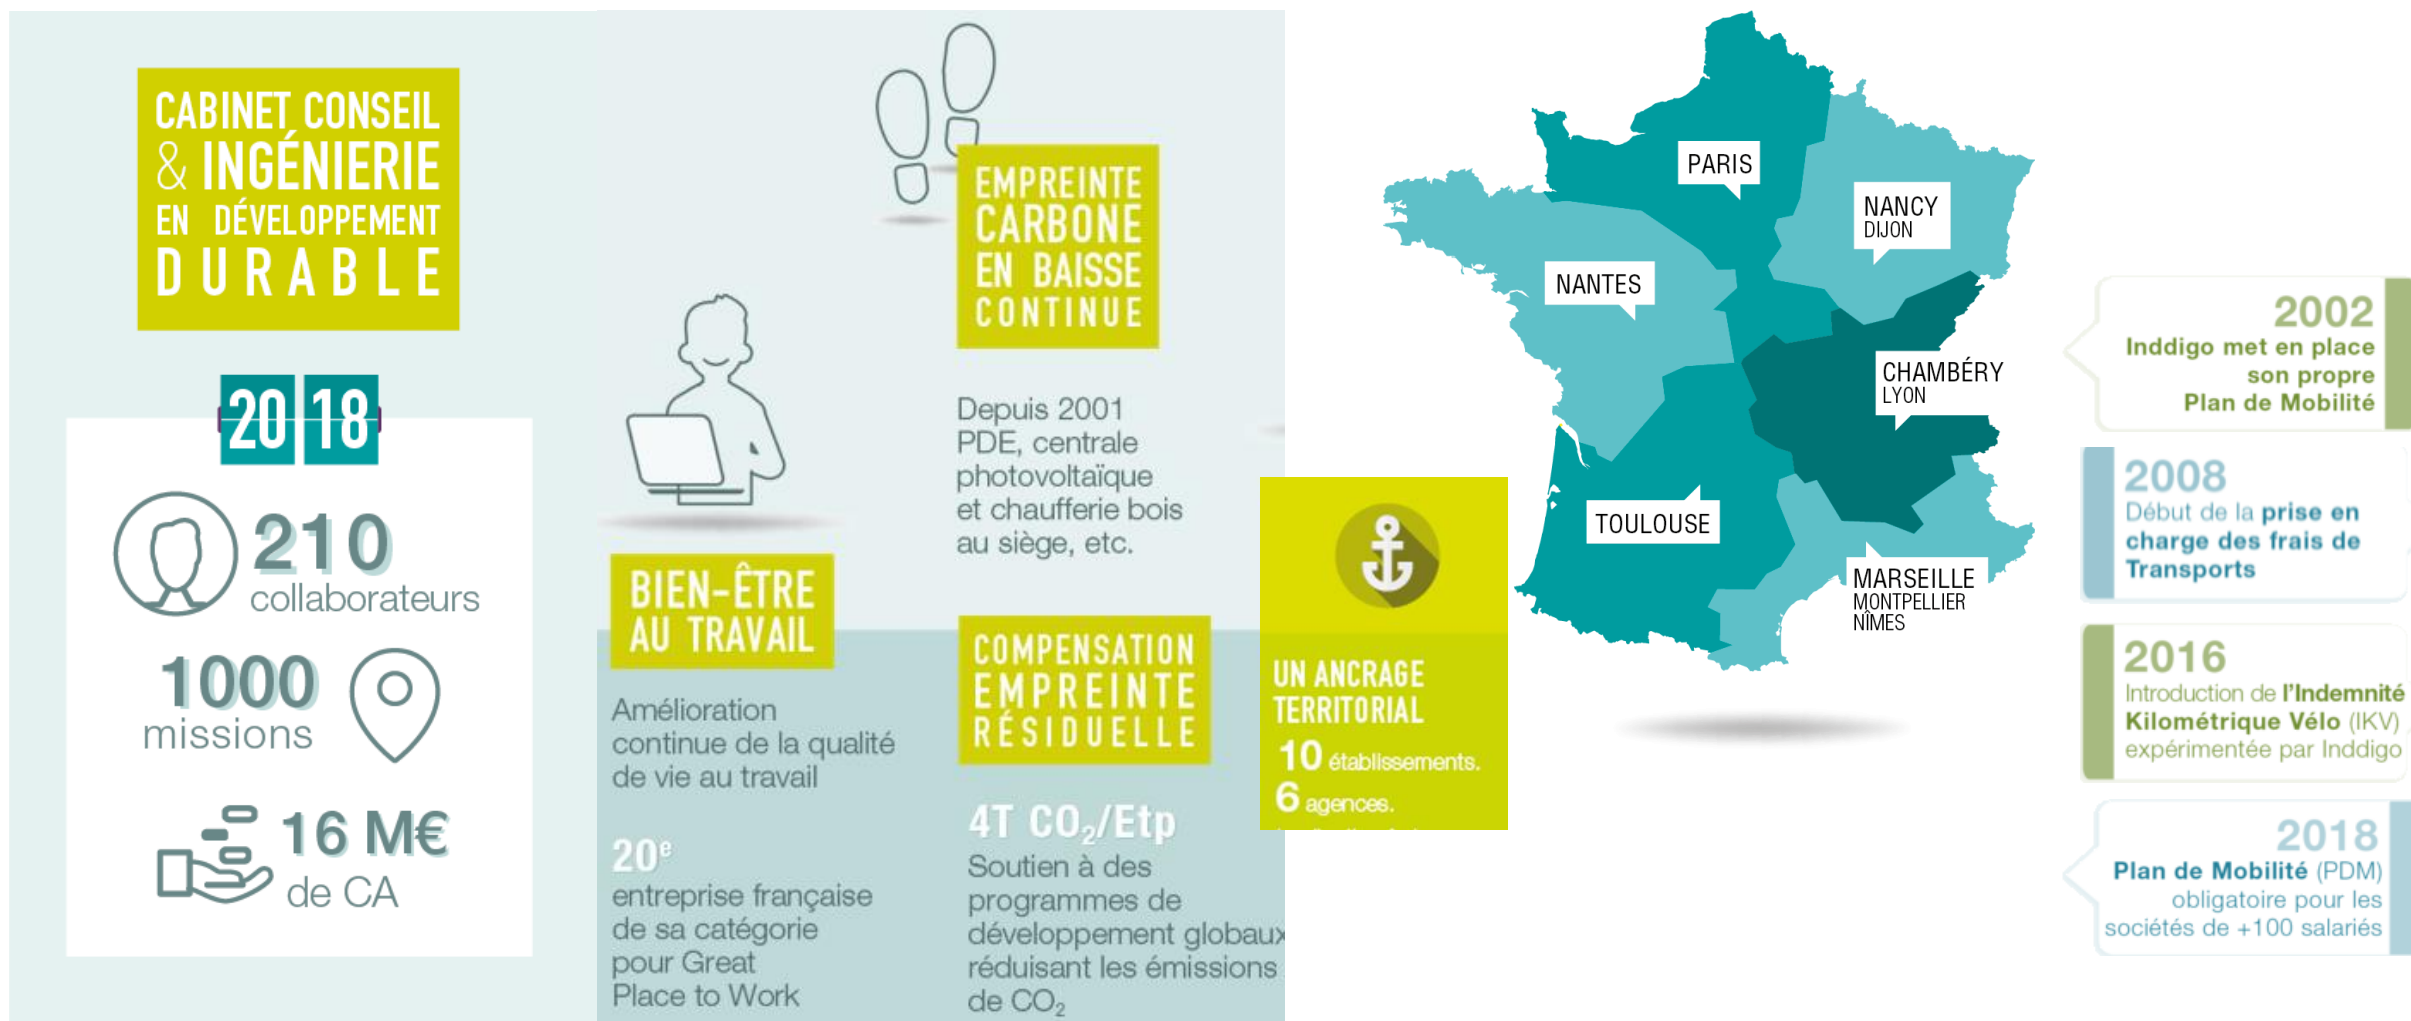 CABINET CONSEIL
& INGÉNIERIE
EN DÉVELOPPEMENT
DURABLE
2018
210
collaborateurs
1000
missions
16 M€
de CA
BIEN-ÊTRE
AU TRAVAIL
Amélioration
continue de la qualité
de vie au travail
20e
entreprise française
de sa catégorie
pour Great
Place to Work
EMPREINTE
CARBONE
EN BAISSE
CONTINUE
Depuis 2001
PDE, centrale
photovoltaïque
et chaufferie bois
au siège, etc.
COMPENSATION
EMPREINTE
RÉSIDUELLE
4T CO₂/Etp
Soutien à des
programmes de
développement globaux
réduisant les émissions
de CO₂
UN ANCRAGE
TERRITORIAL
10 établissements.
6 agences.
PARIS
NANCY
DIJON
NANTES
CHAMBÉRY
LYON
TOULOUSE
MARSEILLE
MONTPELLIER
NÎMES
2002
Inddigo met en place
son propre
Plan de Mobilité
2008
Début de la prise en
charge des frais de
Transports
2016
Introduction de l'Indemnité
Kilométrique Vélo (IKV)
expérimentée par Inddigo
2018
Plan de Mobilité (PDM)
obligatoire pour les
sociétés de +100 salariés